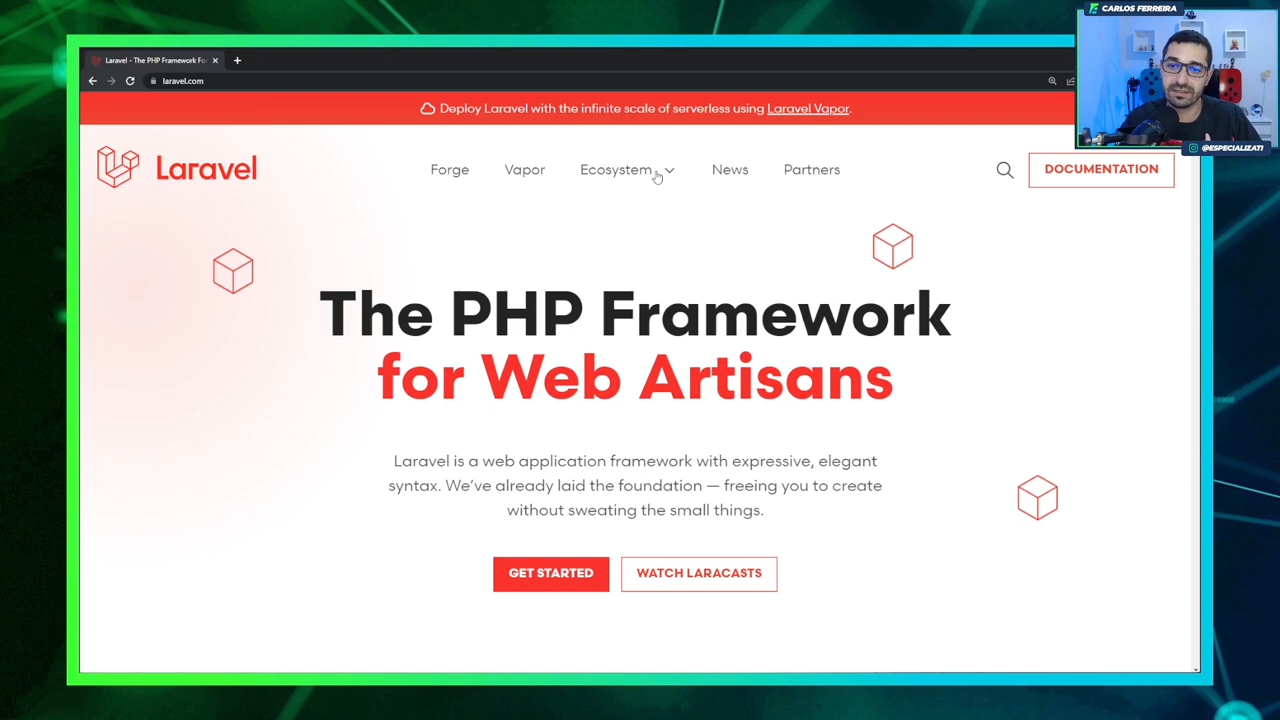 CARLOS FERREIRA
Laravel - The PHP Framework Fo
laravel.com
Deploy Laravel with the infinite scale of serverless using Laravel Vapor.
@ESPECIALIZATI
Laravel
Forge
Vapor
Ecosystem
News
Partners
DOCUMENTATION
The PHP Framework
for Web Artisans
Laravel is a web application framework with expressive, elegant
syntax. We've already laid the foundation — freeing you to create
without sweating the small things.
GET STARTED
WATCH LARACASTS